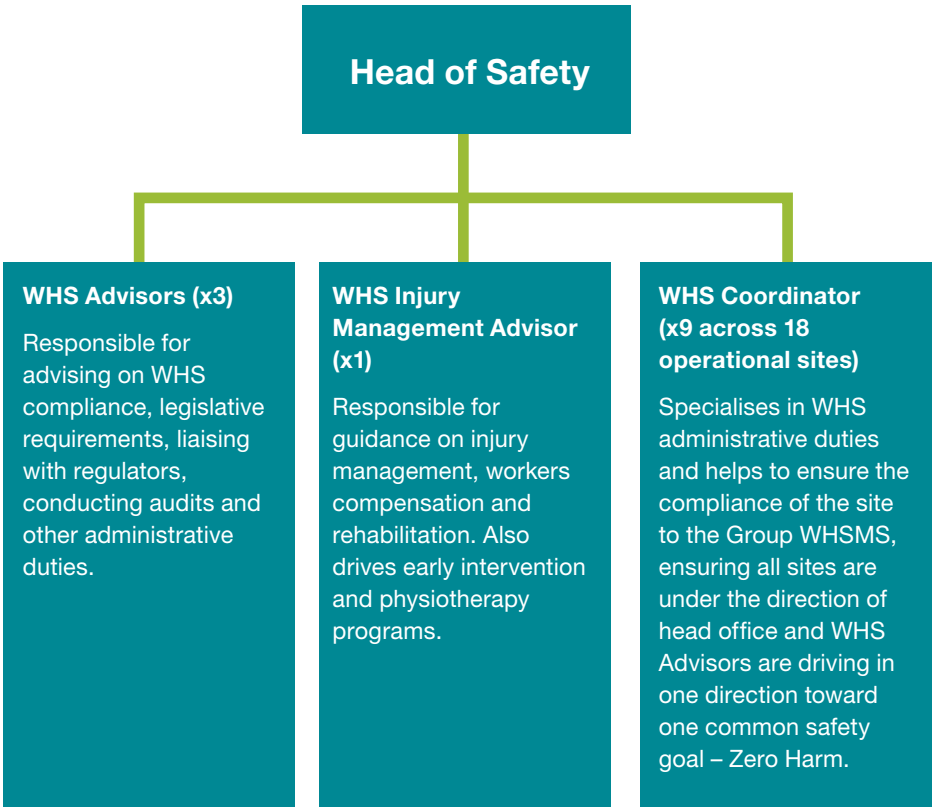 Head of Safety
WHS Advisors (x3)
Responsible for
advising on WHS
compliance, legislative
requirements, liaising
with regulators,
conducting audits and
other administrative
duties.
WHS Injury
Management Advisor
(x1)
Responsible for
guidance on injury
management, workers
compensation and
rehabilitation. Also
drives early intervention
and physiotherapy
programs.
WHS Coordinator
(x9 across 18
operational sites)
Specialises in WHS
administrative duties
and helps to ensure the
compliance of the site
to the Group WHSMS,
ensuring all sites are
under the direction of
head office and WHS
Advisors are driving in
one direction toward
one common safety
goal – Zero Harm.